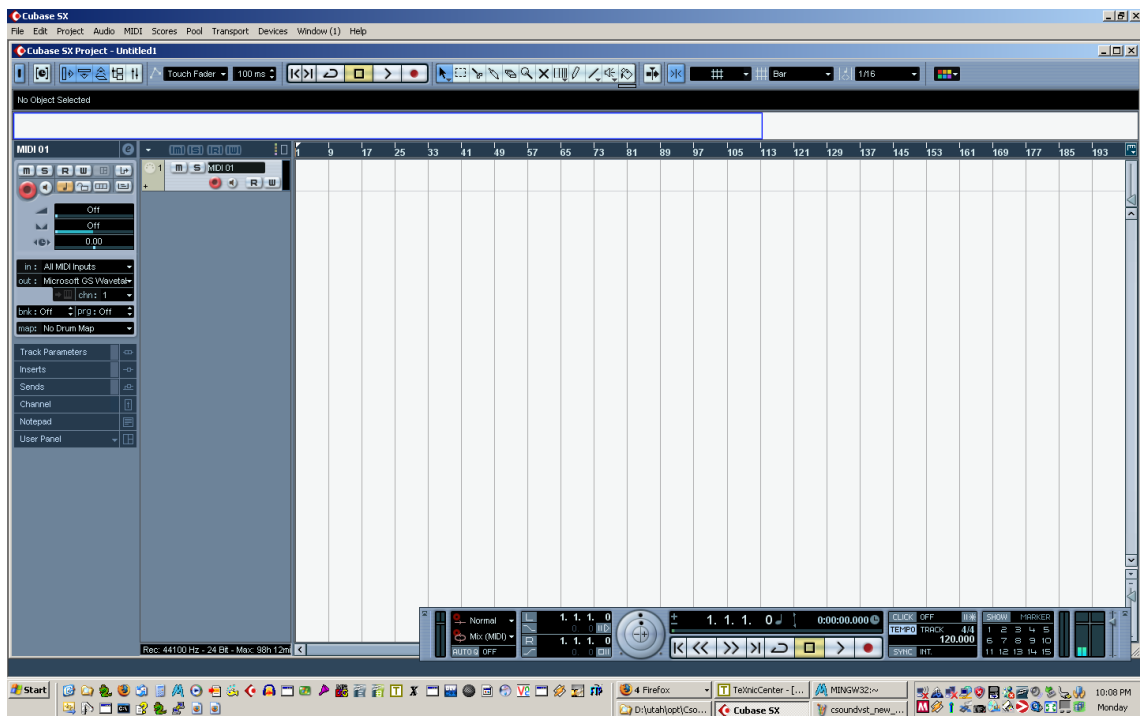 Cubase SX
File Edit Project Audio MIDI Scores Pool Transport Devices Window (1) Help
Cubase SX Project - Untitled1
Touch Fader 100 ms Bar 1/16
No Object Selected
MIDI 01 m S R W 1 9 17 25 33 41 49 57 65 73 81 89 97 105 113 121 129 137 145 153 161 169 177 185 193
m S R W 1 m S MIDI 01
R W
Off
Off
0.00
in : All MIDI Inputs
out : Microsoft GS Wavetal
chn : 1
bnk : Off prg : Off
map: No Drum Map
Track Parameters
Inserts
Sends
Channel
Notepad
User Panel
Normal L 1. 1. 1. 0 1. 1. 1. 0 0:00:00.000 CLICK OFF SHOW MARKER
0 0 TEMPO TRACK 4/4 1 2 3 4 5
Mix (MIDI) R 1. 1. 1. 0 120.000 6 7 8 9 10
AUTO Q OFF 0 0 SYNC INT. 11 12 13 14 15
Rec: 44100 Hz - 24 Bit - Max: 98h 12mi
Start 4 Firefox TeXnicCenter - [... MINGW32:~ 10:08 PM
D:\utah\opt\Cso... Cubase SX csoundvst_new_... Monday